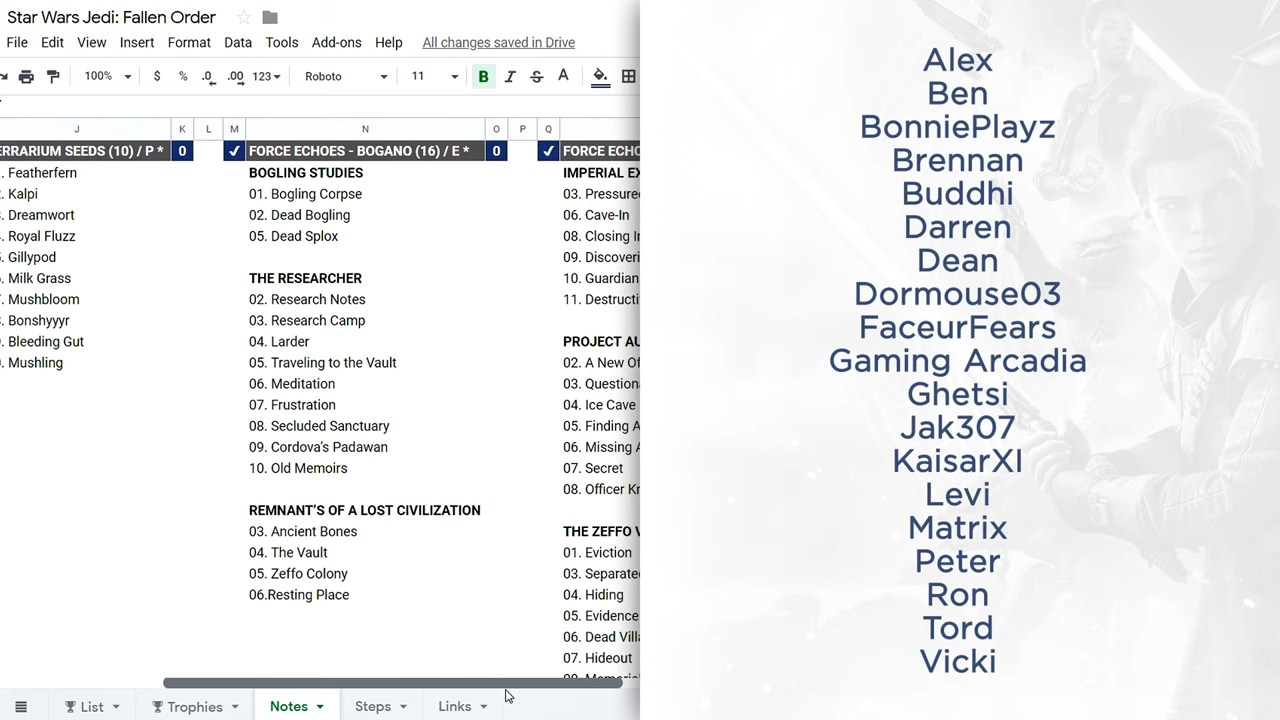 Star Wars Jedi: Fallen Order
File Edit View Insert Format Data Tools Add-ons Help All changes saved in Drive
100% $ % .0 .00 123 Roboto 11 B I S A
J K L M N O P Q
ERRARIUM SEEDS (10) / P * 0 ✓ FORCE ECHOES - BOGANO (16) / E * 0 ✓ FORCE ECHO
. Featherfern BOGLING STUDIES IMPERIAL EX
. Kalpi 01. Bogling Corpse 03. Pressure
. Dreamwort 02. Dead Bogling 06. Cave-In
. Royal Fluzz 05. Dead Splox 08. Closing In
. Gillypod 09. Discoveri
. Milk Grass THE RESEARCHER 10. Guardian
. Mushbloom 02. Research Notes 11. Destructi
. Bonshyyyr 03. Research Camp
. Bleeding Gut 04. Larder PROJECT AU
. Mushling 05. Traveling to the Vault 02. A New Of
06. Meditation 03. Question
07. Frustration 04. Ice Cave
08. Secluded Sanctuary 05. Finding A
09. Cordova's Padawan 06. Missing A
10. Old Memoirs 07. Secret
08. Officer Kr
REMNANT'S OF A LOST CIVILIZATION
03. Ancient Bones THE ZEFFO V
04. The Vault 01. Eviction
05. Zeffo Colony 03. Separate
06.Resting Place 04. Hiding
05. Evidence
06. Dead Villa
07. Hideout
List Trophies Notes Steps Links
Alex
Ben
BonniePlayz
Brennan
Buddhi
Darren
Dean
Dormouse03
FaceurFears
Gaming Arcadia
Ghetsi
Jak307
KaisarXI
Levi
Matrix
Peter
Ron
Tord
Vicki